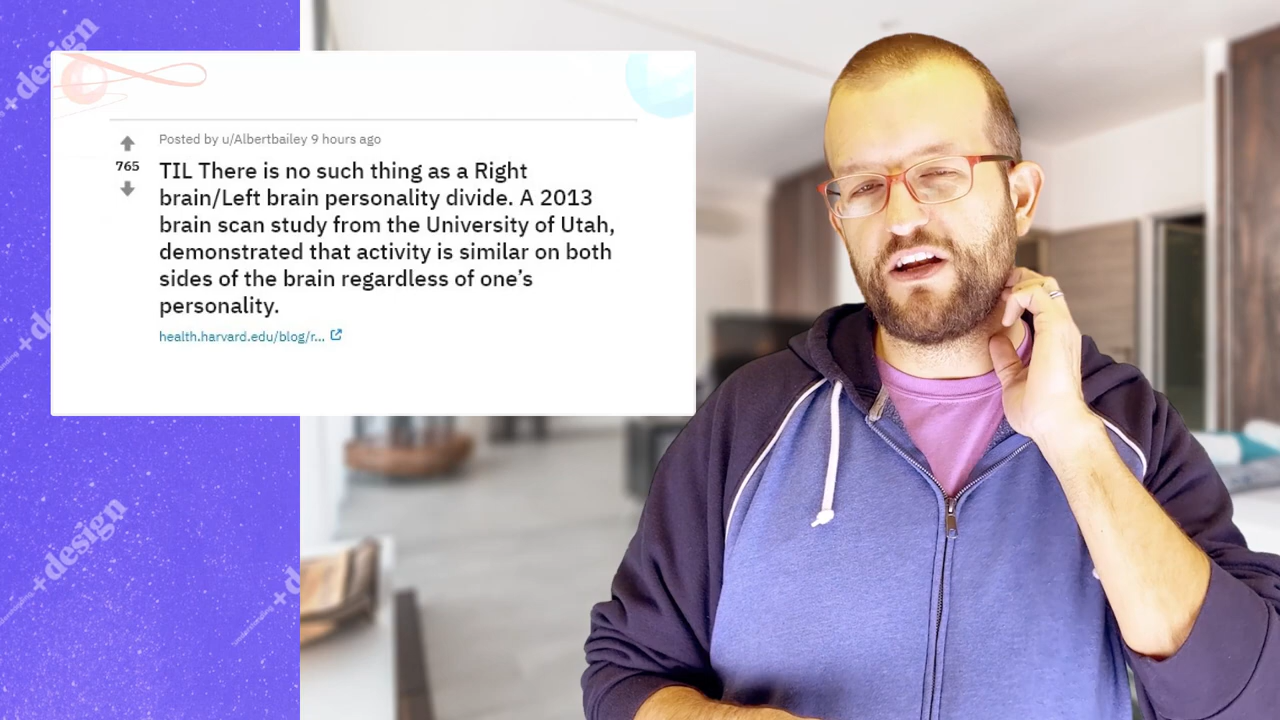 +design
Posted by u/Albertbailey 9 hours ago
765
TIL There is no such thing as a Right
brain/Left brain personality divide. A 2013
brain scan study from the University of Utah,
demonstrated that activity is similar on both
sides of the brain regardless of one’s
personality.
health.harvard.edu/blog/r...
+design